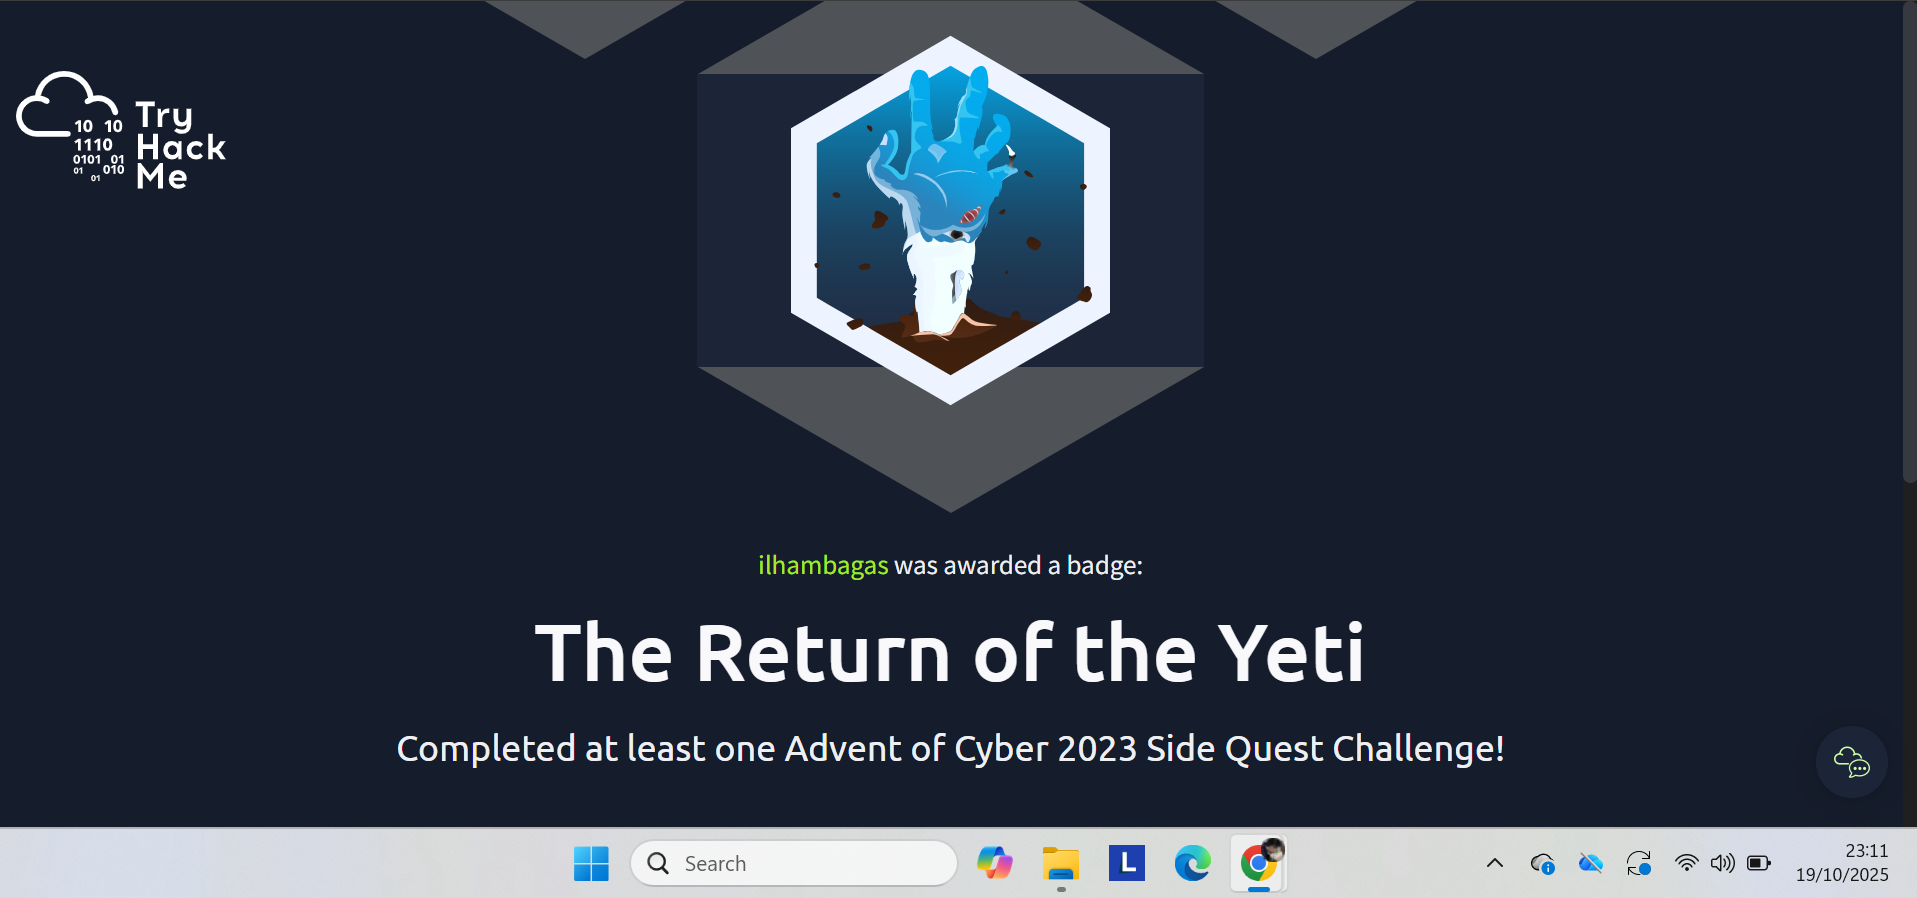 10 10
1110
0101 01
01 010
01
Try
Hack
Me
ilhambagas was awarded a badge:
The Return of the Yeti
Completed at least one Advent of Cyber 2023 Side Quest Challenge!
Search
L
23:11
19/10/2025